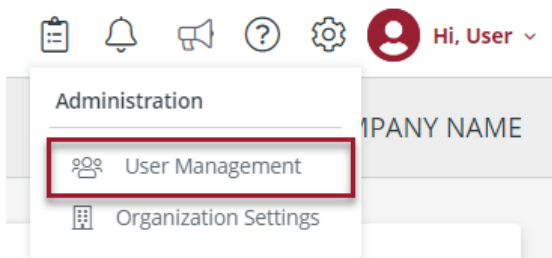 Hi, User
Administration
MPANY NAME
User Management
Organization Settings